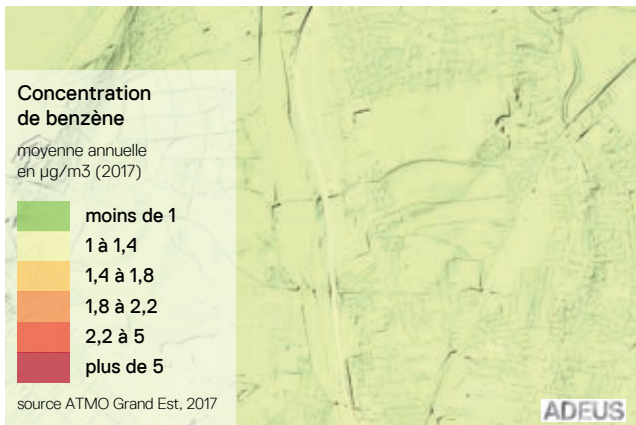 Concentration
de benzène
moyenne annuelle
en µg/m3 (2017)
moins de 1
1 à 1,4
1,4 à 1,8
1,8 à 2,2
2,2 à 5
plus de 5
source ATMO Grand Est, 2017
ADEUS